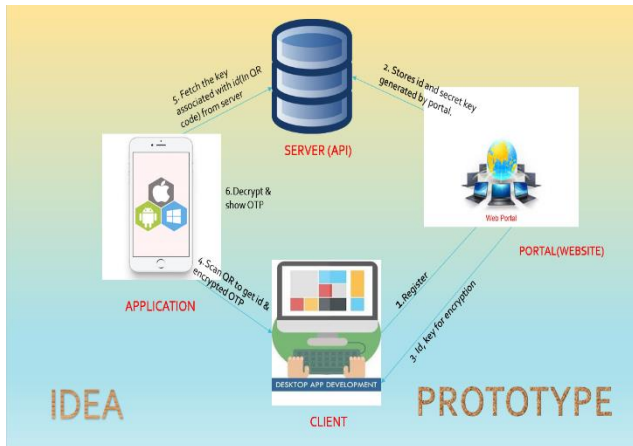 5. Fetch the key
associated with id(In QR
code) from server
2. Stores id and secret key
generated by portal.
SERVER (API)
6.Decrypt &
show OTP
Web Portal
PORTAL(WEBSITE)
4. Scan QR to get id &
encrypted OTP
APPLICATION
1.Register
3. Id, key for encryption
DESKTOP APP DEVELOPMENT
CLIENT
IDEA
PROTOTYPE